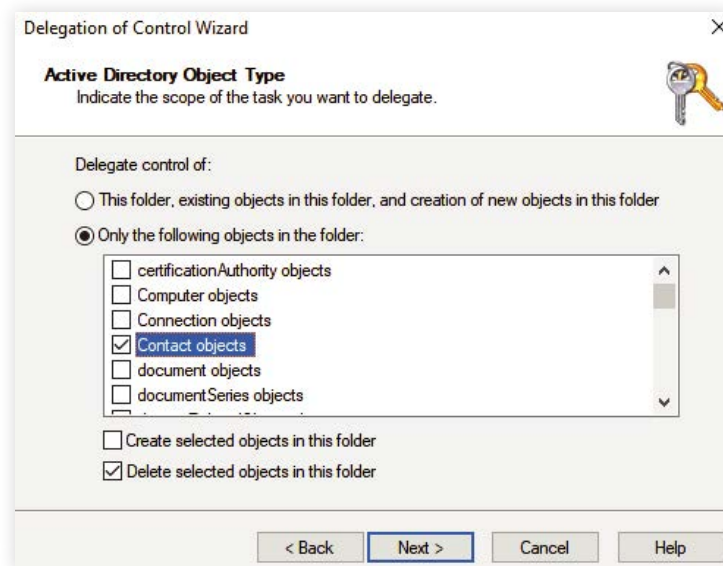 Delegation of Control Wizard
Active Directory Object Type
Indicate the scope of the task you want to delegate.
Delegate control of:
This folder, existing objects in this folder, and creation of new objects in this folder
Only the following objects in the folder:
certificationAuthority objects
Computer objects
Connection objects
Contact objects
document objects
documentSeries objects
Create selected objects in this folder
Delete selected objects in this folder
< Back Next > Cancel Help